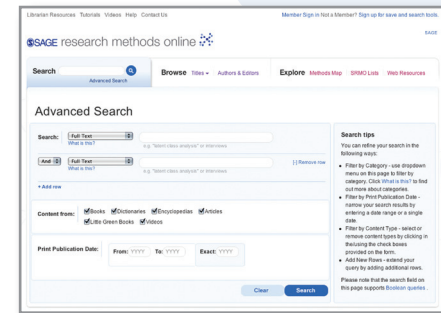 Librarian Resources Tutorials Videos Help Contact Us
Member Sign in Not a Member? Sign up for save and search tools.
SAGE
SAGE research methods online
Search
Advanced Search
Browse Titles Authors & Editors
Explore Methods Map SRMO Lists Web Resources
Advanced Search
Search: Full Text
What is this?
e.g. "latent class analysis" or interviews
And Full Text
[-] Remove row
What is this?
e.g. "latent class analysis" or interviews
+ Add row
Content from: Books Dictionaries Encyclopedias Articles
Little Green Books Videos
Print Publication Date: From: YYYY To: YYYY Exact: YYYY
Clear Search
Search tips
You can refine your search in the
following ways:
Filter by Category - use dropdown
menu on this page to filter by
category. Click What is this? to find
out more about categories.
Filter by Print Publication Date -
narrow your search results by
entering a date range or a single
date.
Filter by Content Type - select or
remove content types by clicking in
the/using the check boxes
provided on the form.
Add New Rows - extend your
query by adding additional rows.
Please note that the search field on
this page supports Boolean queries.